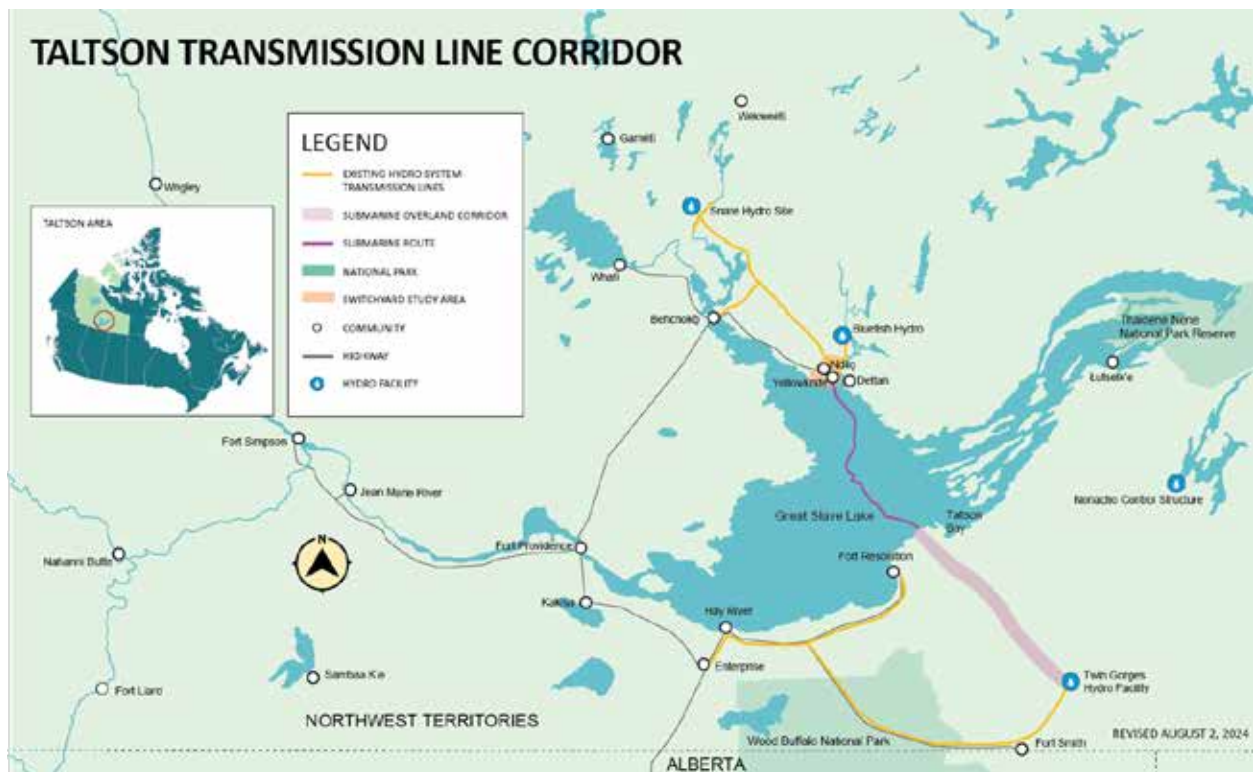 TALTSON TRANSMISSION LINE CORRIDOR
LEGEND
EXISTING HYDRO SYSTEM
TRANSMISSION LINES
SUBMARINE OVERLAND CORRIDOR
SUBMARINE ROUTE
NATIONAL PARK
SWITCHYARD STUDY AREA
COMMUNITY
HIGHWAY
HYDRO FACILITY
TALTSON AREA
Wrigley
Gamètì
Wekweètì
Snare Hydro Site
Whatì
Behchokǫ̀
Bluefish Hydro
Ndilǫ
Yellowknife
Dettah
Thaidene Nene
National Park Reserve
Łutselk'e
Nonacho Control Structure
Fort Simpson
Jean Marie River
Great Slave Lake
Taltson
Bay
Fort Providence
Fort Resolution
Nahanni Butte
N
Kakisa
Hay River
Enterprise
Sambaa K'e
Fort Liard
Twin Gorges
Hydro Facility
NORTHWEST TERRITORIES
Wood Buffalo National Park
Fort Smith
REVISED AUGUST 2, 2024
ALBERTA